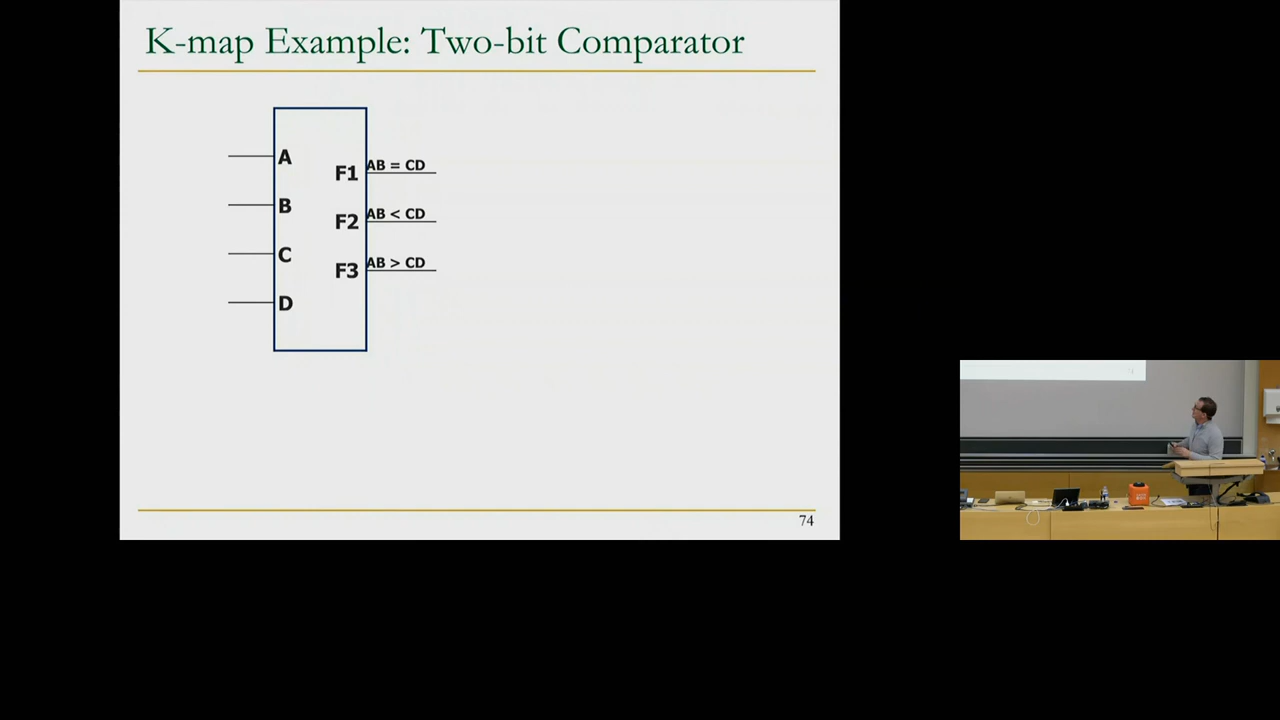 K-map Example: Two-bit Comparator
A
F1 AB = CD
B
F2 AB < CD
C
F3 AB > CD
D
74